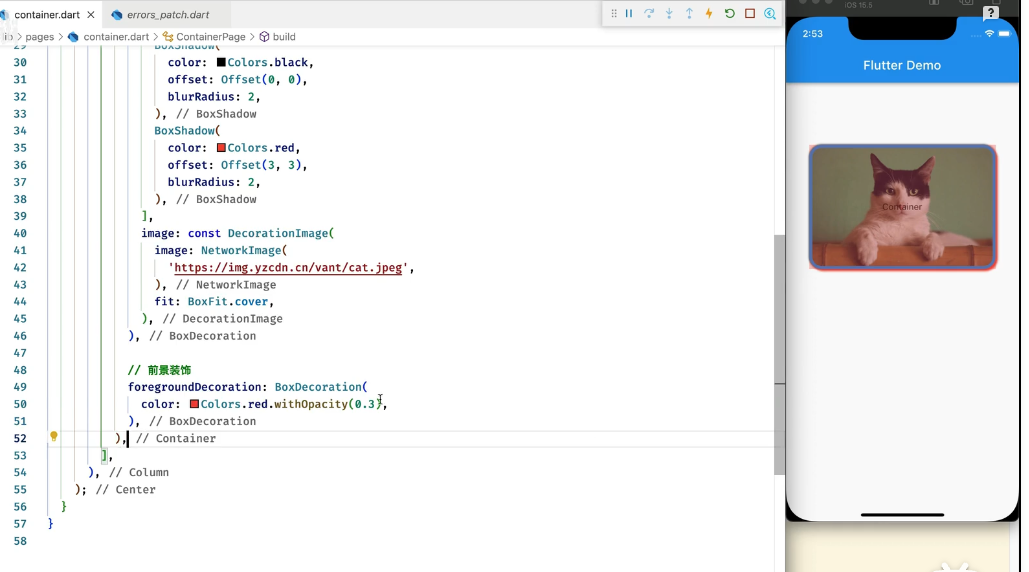 container.dart
errors_patch.dart
iOS 16.5
?
lib > pages > container.dart > ContainerPage > build
29 BoxShadow(
30 color: Colors.black,
31 offset: Offset(0, 0),
32 blurRadius: 2,
33 ), // BoxShadow
34 BoxShadow(
35 color: Colors.red,
36 offset: Offset(3, 3),
37 blurRadius: 2,
38 ), // BoxShadow
39 ],
40 image: const DecorationImage(
41 image: NetworkImage(
42 'https://img.yzcdn.cn/vant/cat.jpeg',
43 ), // NetworkImage
44 fit: BoxFit.cover,
45 ), // DecorationImage
46 ), // BoxDecoration
47
48 // 前景装饰
49 foregroundDecoration: BoxDecoration(
50 color: Colors.red.withOpacity(0.3),
51 ), // BoxDecoration
52 ), // Container
53 ],
54 ), // Column
55 ); // Center
56 }
57 }
58
2:53
Flutter Demo
Container